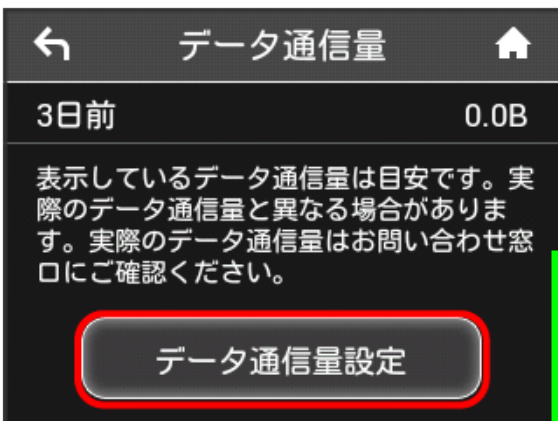 データ通信量
3日前 0.0B
表示しているデータ通信量は目安です。実
際のデータ通信量と異なる場合がありま
す。実際のデータ通信量はお問い合わせ窓
口にご確認ください。
データ通信量設定